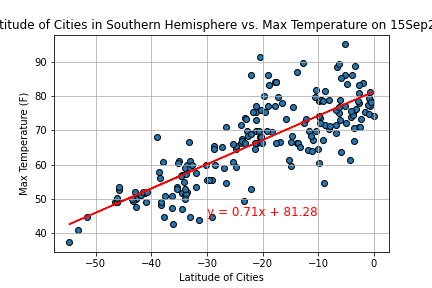 titude of Cities in Southern Hemisphere vs. Max Temperature on 15Sep2
Max Temperature (F)
90
80
70
60
50
40
y = 0.71x + 81.28
−50 −40 −30 −20 −10 0
Latitude of Cities